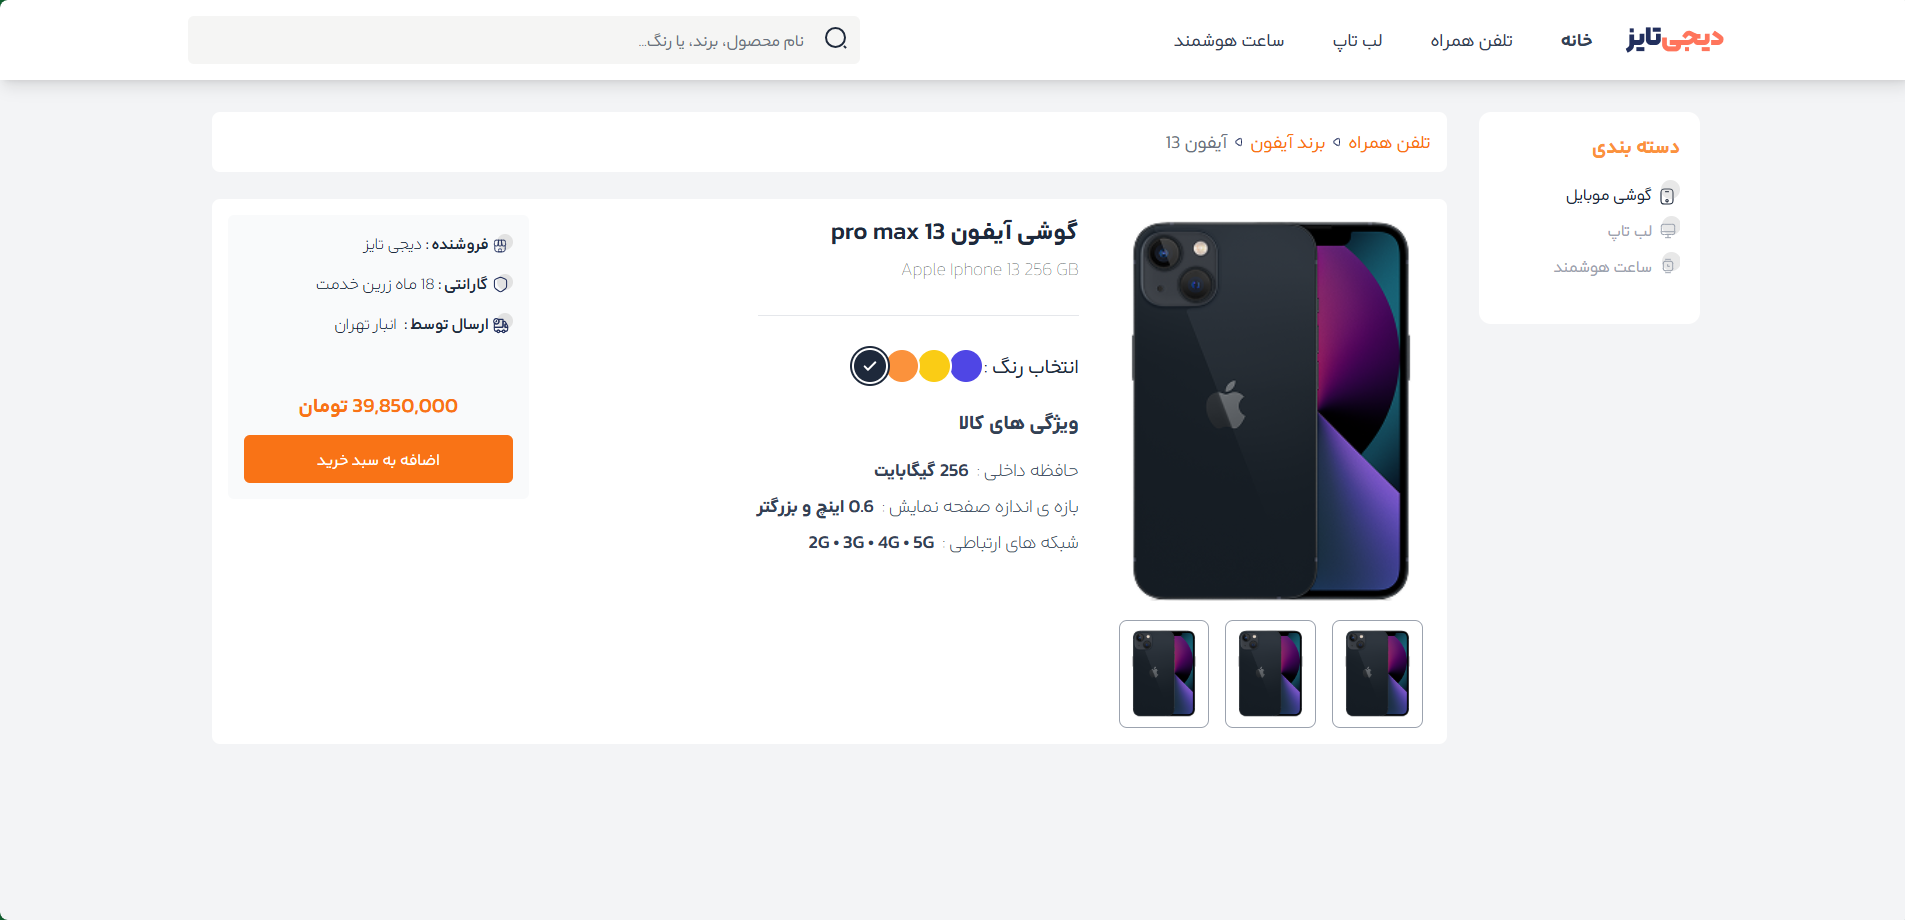 دیجی‌تایز
خانه
تلفن همراه
لب تاپ
ساعت هوشمند
نام محصول، برند، یا رنگ...
دسته بندی
گوشی موبایل
لب تاپ
ساعت هوشمند
تلفن همراه
برند آیفون
آیفون 13
گوشی آیفون 13 pro max
Apple Iphone 13 256 GB
انتخاب رنگ :
ویژگی های کالا
حافظه داخلی : 256 گیگابایت
بازه ی اندازه صفحه نمایش : 0.6 اینچ و بزرگتر
شبکه های ارتباطی : 2G • 3G • 4G • 5G
فروشنده : دیجی تایز
گارانتی : 18 ماه زرین خدمت
ارسال توسط : انبار تهران
39,850,000 تومان
اضافه به سبد خرید